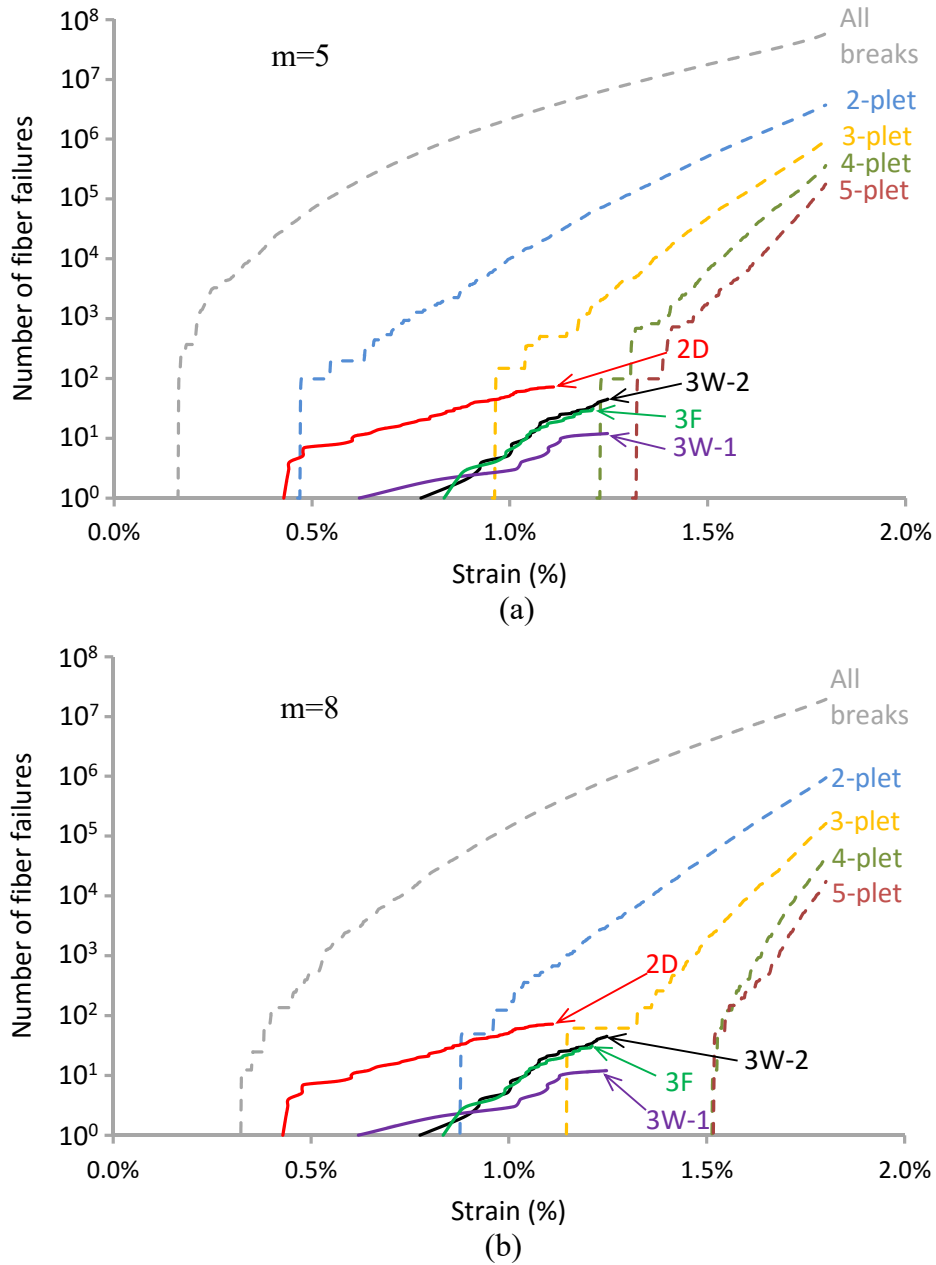 10^8
10^7
10^6
10^5
10^4
10^3
10^2
10^1
10^0
Number of fiber failures
m=5
All
breaks
2-plet
3-plet
4-plet
5-plet
2D
3W-2
3F
3W-1
0.0%
0.5%
1.0%
1.5%
2.0%
Strain (%)
(a)
10^8
10^7
10^6
10^5
10^4
10^3
10^2
10^1
10^0
Number of fiber failures
m=8
All
breaks
2-plet
3-plet
4-plet
5-plet
2D
3W-2
3F
3W-1
0.0%
0.5%
1.0%
1.5%
2.0%
Strain (%)
(b)